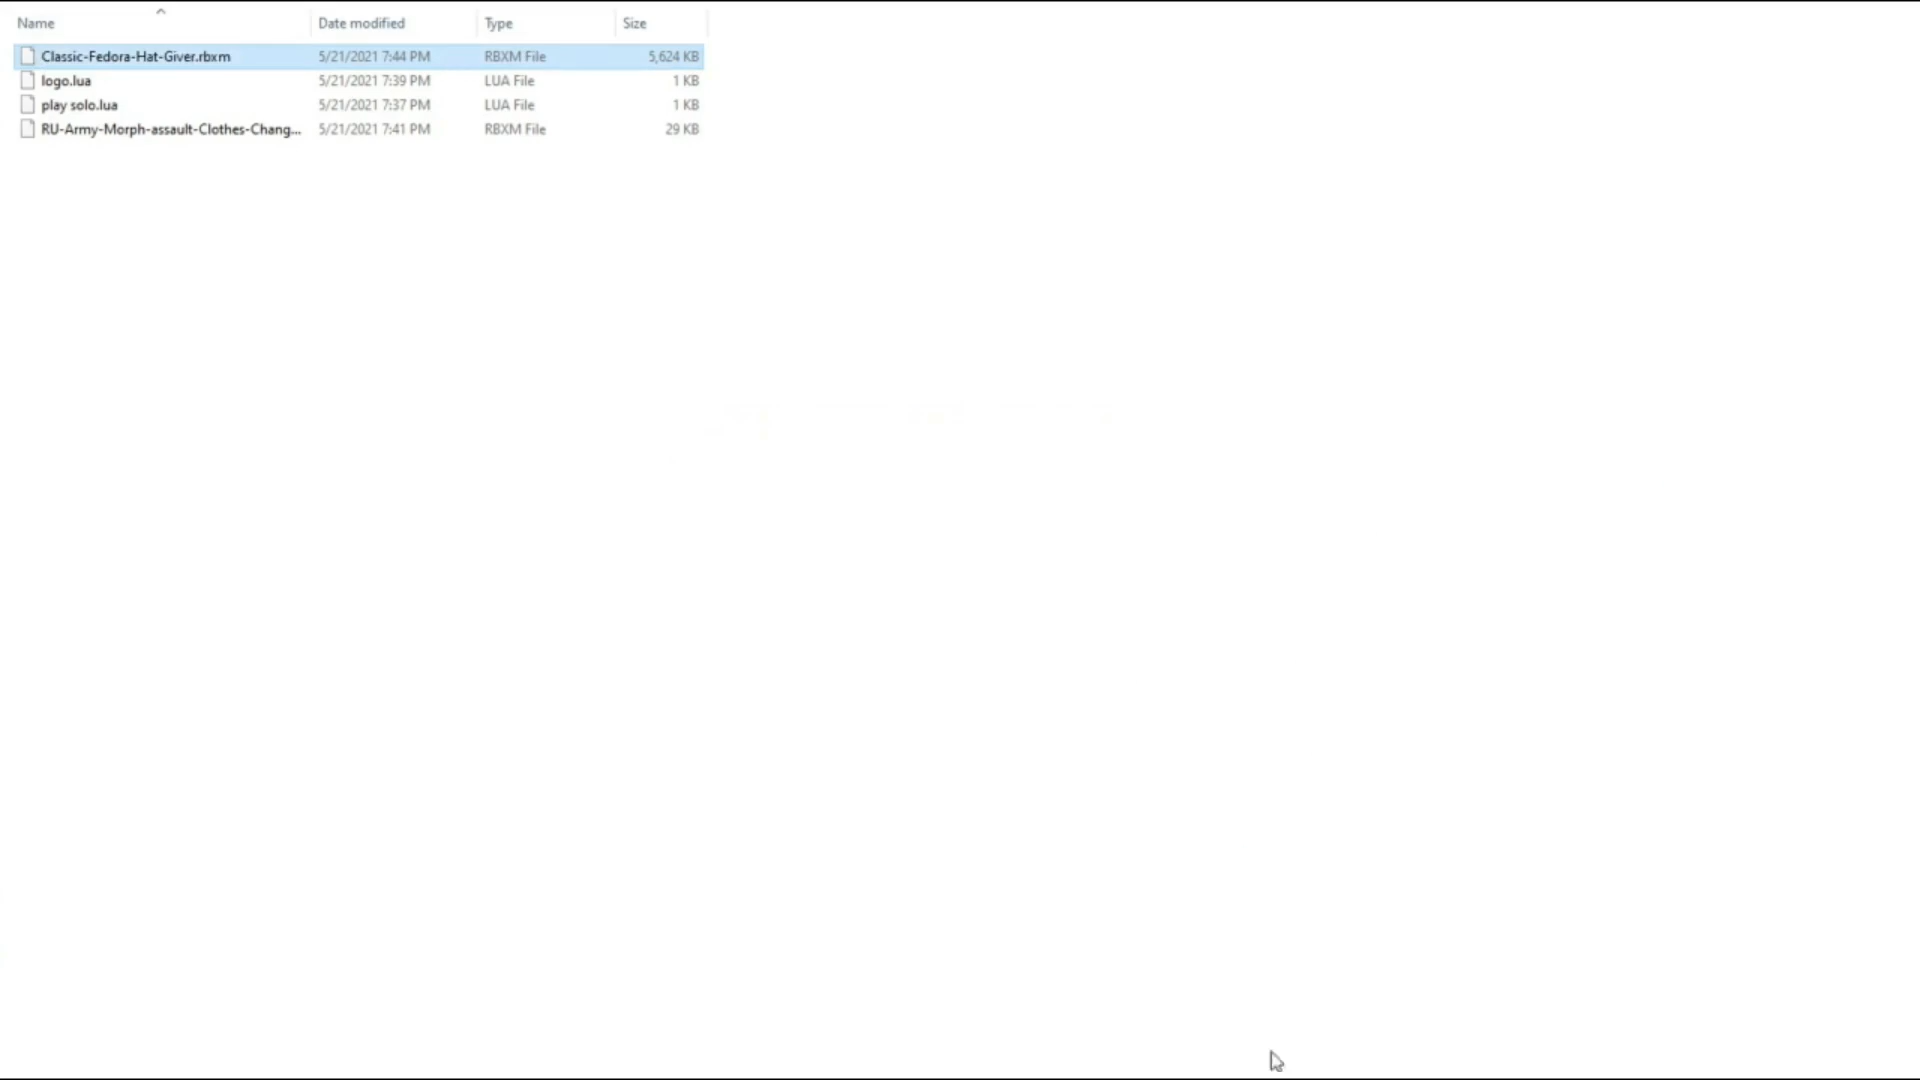 Name Date modified Type Size
Classic-Fedora-Hat-Giver.rbxm 5/21/2021 7:44 PM RBXM File 5,624 KB
logo.lua 5/21/2021 7:39 PM LUA File 1 KB
play solo.lua 5/21/2021 7:37 PM LUA File 1 KB
RU-Army-Morph-assault-Clothes-Chang... 5/21/2021 7:41 PM RBXM File 29 KB